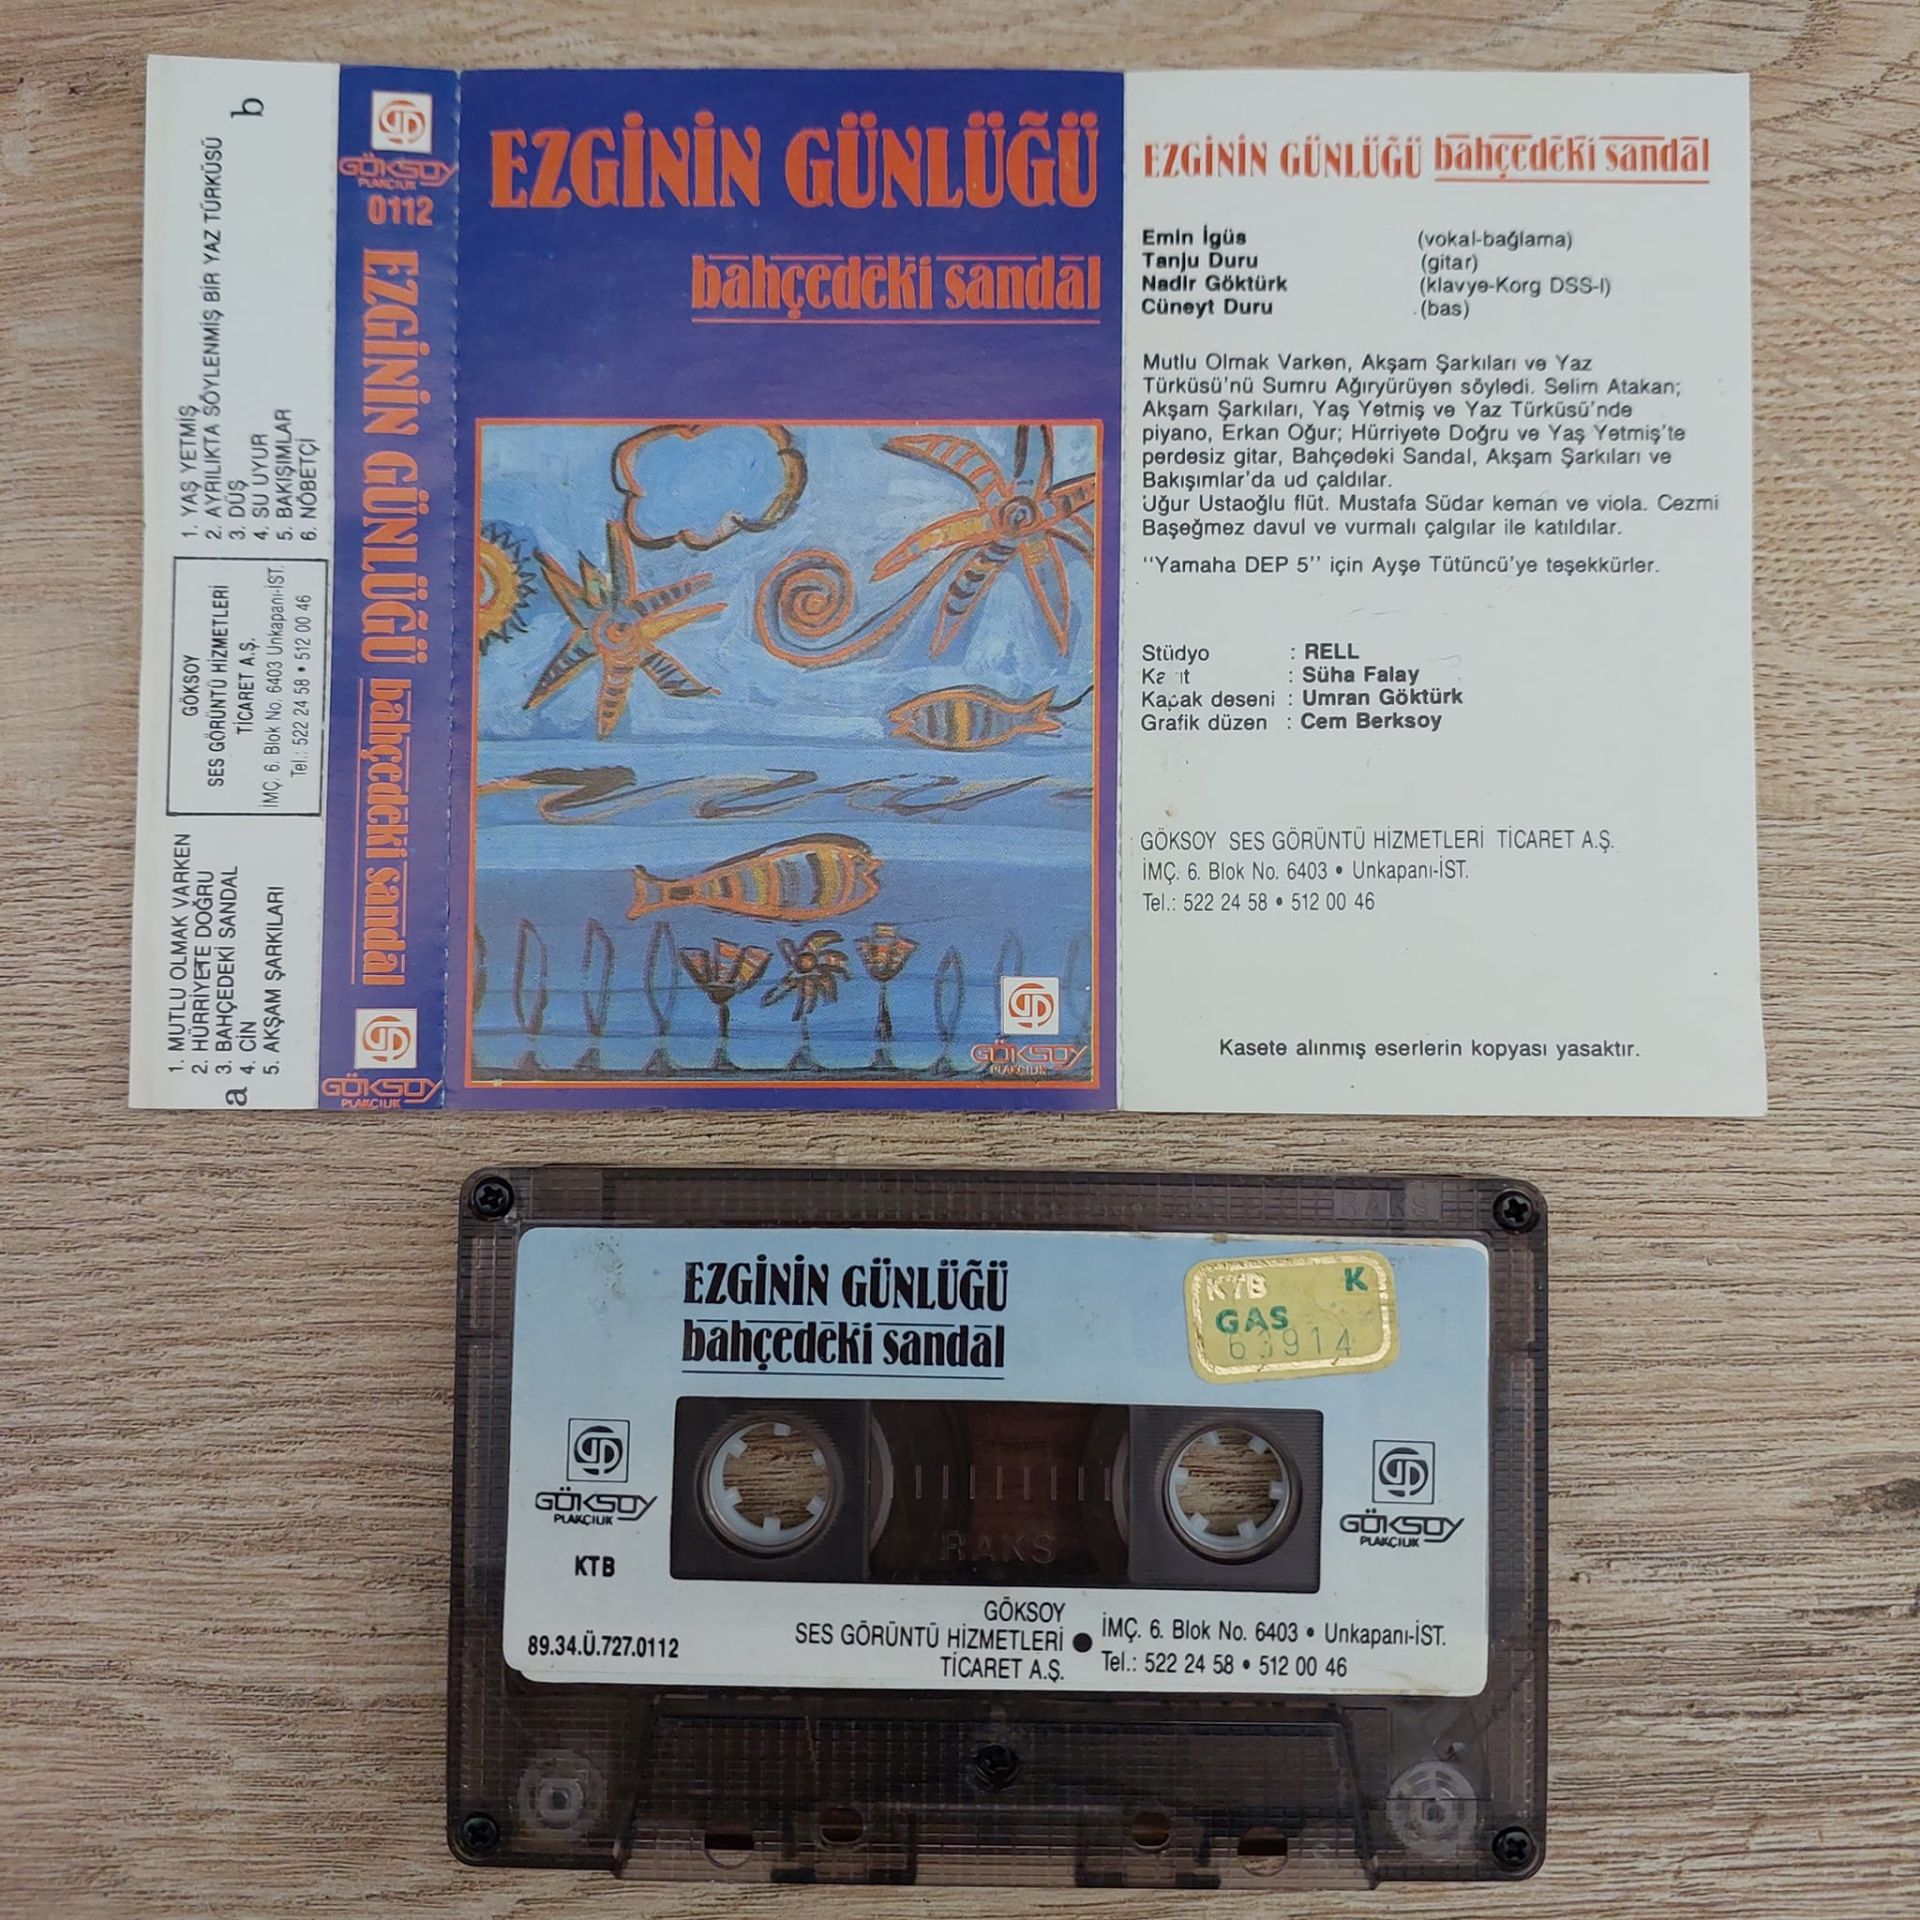 b
1. YAŞ YETMİŞ
2. AYRILIKTA SÖYLENMİŞ BİR YAZ TÜRKÜSÜ
3. DÜŞ
4. SU UYUR
5. BAKIŞIMLAR
6. NÖBETÇİ
GÖKSOY
SES GÖRÜNTÜ HİZMETLERİ
TİCARET A.Ş.
İMÇ. 6. Blok No. 6403 Unkapanı-İST.
Tel.: 522 24 58 • 512 00 46
a
1. MUTLU OLMAK VARKEN
2. HÜRRİYETE DOĞRU
3. BAHÇEDEKİ SANDAL
4. CİN
5. AKŞAM ŞARKILARI
GÖKSOY
PLAKÇILIK
0112
EZGİNİN GÜNLÜĞÜ bahçedeki sandal
GÖKSOY
PLAKÇILIK
EZGİNİN GÜNLÜĞÜ
bahçedeki sandal
GÖKSOY
PLAKÇILIK
EZGİNİN GÜNLÜĞÜ bahçedeki sandal
Emin İgüs (vokal-bağlama)
Tanju Duru (gitar)
Nadir Göktürk (klavye-Korg DSS-I)
Cüneyt Duru (bas)
Mutlu Olmak Varken, Akşam Şarkıları ve Yaz
Türküsü'nü Sumru Ağıryürüyen söyledi. Selim Atakan;
Akşam Şarkıları, Yaş Yetmiş ve Yaz Türküsü'nde
piyano, Erkan Oğur; Hürriyete Doğru ve Yaş Yetmiş'te
perdesiz gitar, Bahçedeki Sandal, Akşam Şarkıları ve
Bakışımlar'da ud çaldılar.
Uğur Ustaoğlu flüt. Mustafa Südar keman ve viola. Cezmi
Başeğmez davul ve vurmalı çalgılar ile katıldılar.
"Yamaha DEP 5" için Ayşe Tütüncü'ye teşekkürler.
Stüdyo : RELL
: Süha Falay
Kapak deseni : Umran Göktürk
Grafik düzen : Cem Berksoy
GÖKSOY SES GÖRÜNTÜ HİZMETLERİ TİCARET A.Ş.
İMÇ. 6. Blok No. 6403 • Unkapanı-İST.
Tel.: 522 24 58 • 512 00 46
Kasete alınmış eserlerin kopyası yasaktır.
RAKS
EZGİNİN GÜNLÜĞÜ
bahçedeki sandal
KTB K
GAS
GÖKSOY
PLAKÇILIK
KTB
RAKS
GÖKSOY
PLAKÇILIK
89.34.Ü.727.0112
GÖKSOY
SES GÖRÜNTÜ HİZMETLERİ
TİCARET A.Ş.
● İMÇ. 6. Blok No. 6403 • Unkapanı-İST.
Tel.: 522 24 58 • 512 00 46